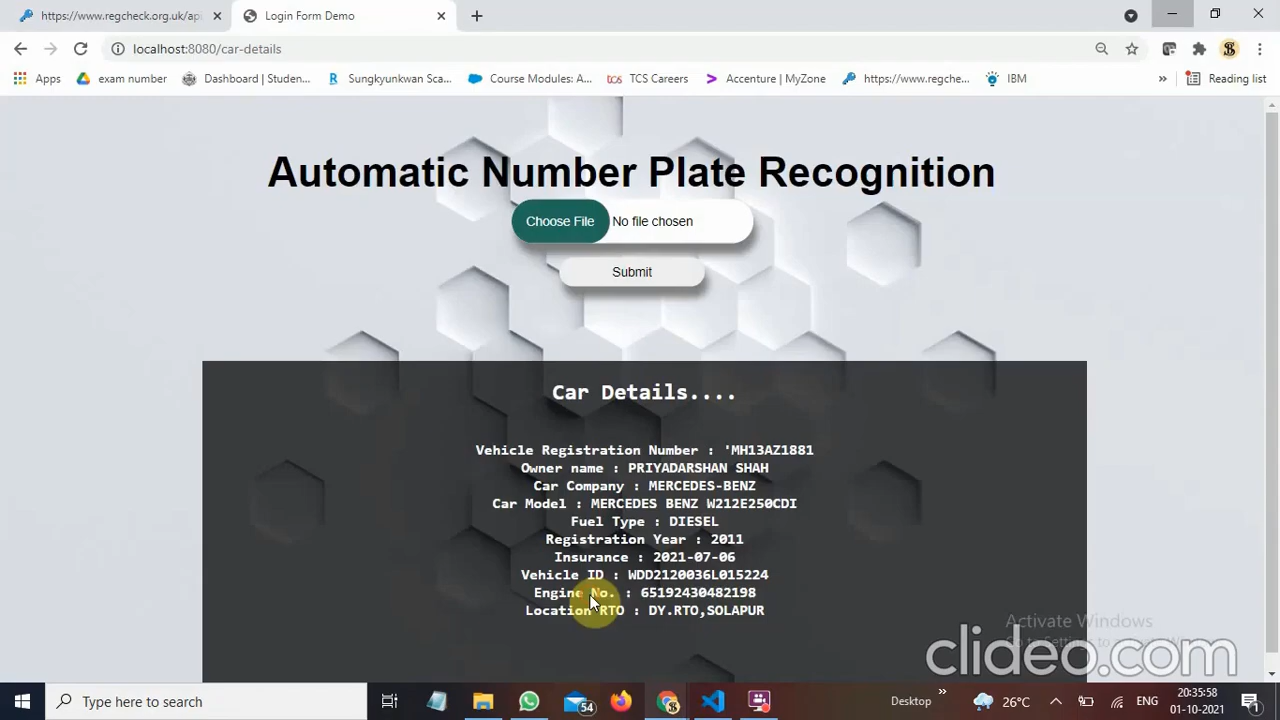 https://www.regcheck.org.uk/ap
Login Form Demo
localhost:8080/car-details
Apps
exam number
Dashboard | Studen...
Sungkyunkwan Sca...
Course Modules: A...
tcs TCS Careers
Accenture | MyZone
https://www.regche...
IBM
Reading list
Automatic Number Plate Recognition
Choose File No file chosen
Submit
Car Details....
Vehicle Registration Number : 'MH13AZ1881
Owner name : PRIYADARSHAN SHAH
Car Company : MERCEDES-BENZ
Car Model : MERCEDES BENZ W212E250CDI
Fuel Type : DIESEL
Registration Year : 2011
Insurance : 2021-07-06
Vehicle ID : WDD2120036L015224
Engine No. : 65192430482198
Location RTO : DY.RTO,SOLAPUR
Activate Windows
clideo.com
Type here to search
54
Desktop
26°C
ENG
20:35:58
01-10-2021
1